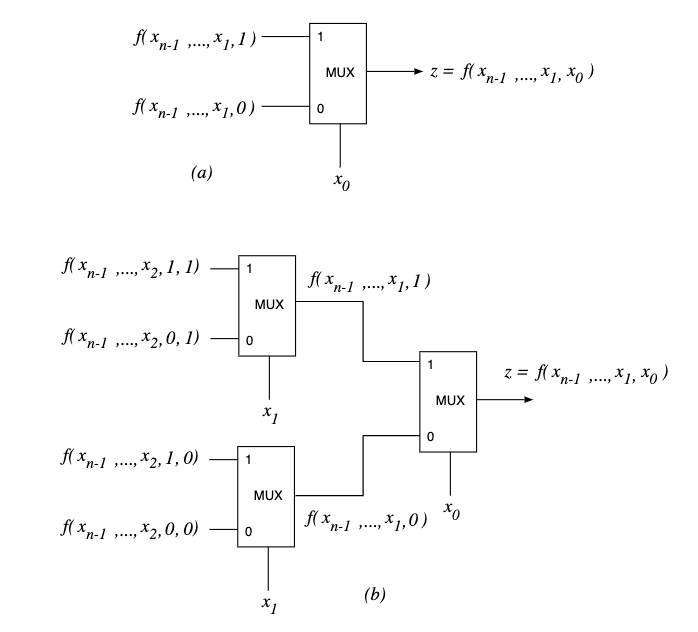 f(x_{n-1},...,x_1,1)
1
MUX
z = f(x_{n-1},...,x_1,x_0)
f(x_{n-1},...,x_1,0)
0
(a)
x_0
f(x_{n-1},...,x_2,1,1)
1
f(x_{n-1},...,x_1,1)
MUX
f(x_{n-1},...,x_2,0,1)
0
x_1
1
z = f(x_{n-1},...,x_1,x_0)
MUX
0
f(x_{n-1},...,x_2,1,0)
1
MUX
f(x_{n-1},...,x_2,0,0)
0
f(x_{n-1},...,x_1,0)
x_0
x_1
(b)